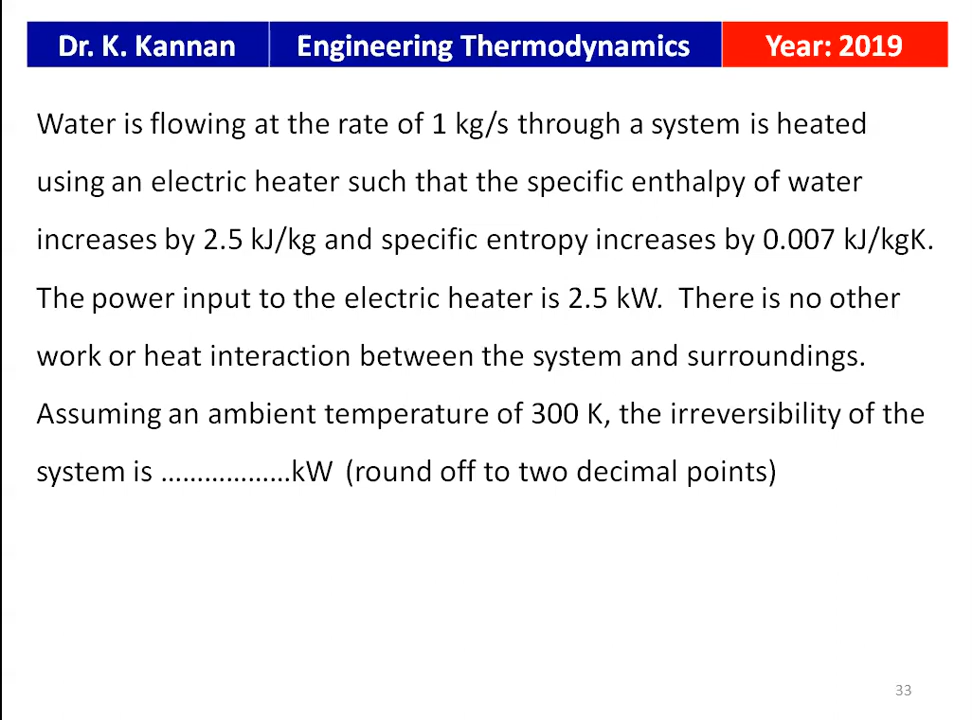 Dr. K. Kannan Engineering Thermodynamics Year: 2019
Water is flowing at the rate of 1 kg/s through a system is heated
using an electric heater such that the specific enthalpy of water
increases by 2.5 kJ/kg and specific entropy increases by 0.007 kJ/kgK.
The power input to the electric heater is 2.5 kW. There is no other
work or heat interaction between the system and surroundings.
Assuming an ambient temperature of 300 K, the irreversibility of the
system is ..................kW (round off to two decimal points)
33